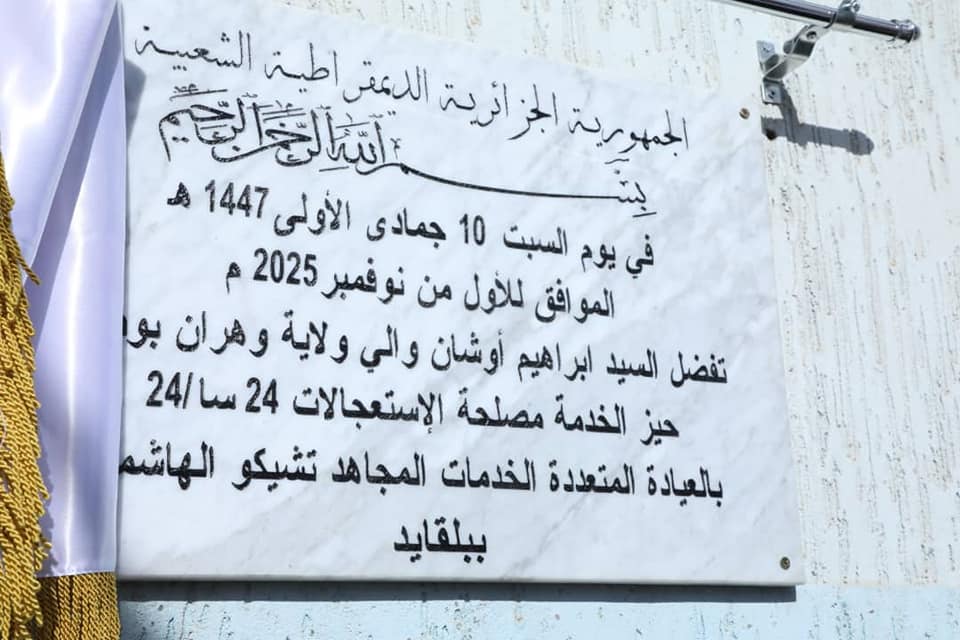 الجمهورية الجزائرية الديمقراطية الشعبية
بسم الله الرحمن الرحيم
في يوم السبت 10 جمادى الأولى 1447 هـ
الموافق للأول من نوفمبر 2025 م
تفضل السيد ابراهيم أوشان والي ولاية وهران
حيز الخدمة مصلحة الإستعجالات 24 سا/24
بالعيادة المتعددة الخدمات المجاهد تشيكو
ببلقايد